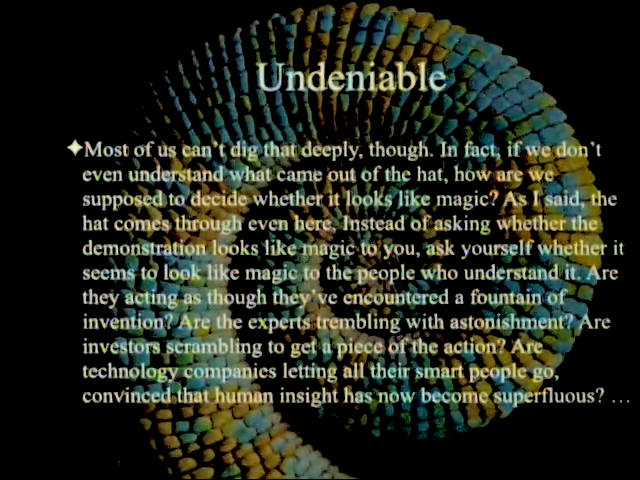 Undeniable
✦Most of us can't dig that deeply, though. In fact, if we don't
even understand what came out of the hat, how are we
supposed to decide whether it looks like magic? As I said, the
hat comes through even here. Instead of asking whether the
demonstration looks like magic to you, ask yourself whether it
seems to look like magic to the people who understand it. Are
they acting as though they've encountered a fountain of
invention? Are the experts trembling with astonishment? Are
investors scrambling to get a piece of the action? Are
technology companies letting all their smart people go,
convinced that human insight has now become superfluous? …